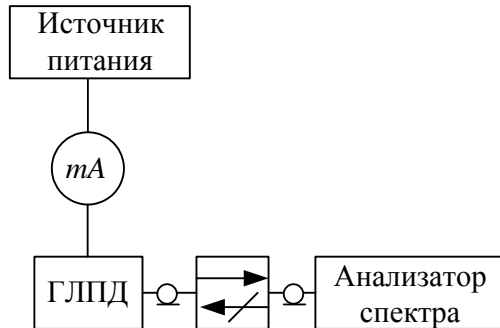 Источник
питания
mA
ГЛПД
Анализатор
спектра